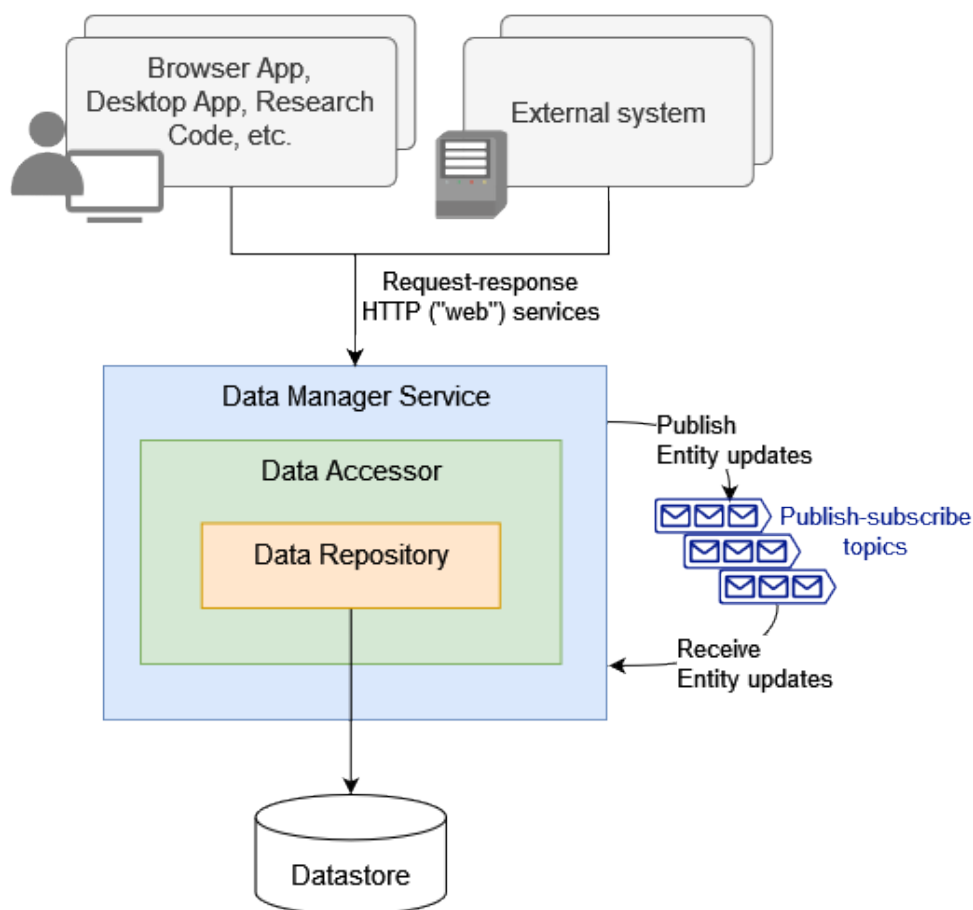 Browser App,
Desktop App, Research
Code, etc.
External system
Request-response
HTTP ("web") services
Data Manager Service
Data Accessor
Data Repository
Publish
Entity updates
Publish-subscribe
topics
Receive
Entity updates
Datastore